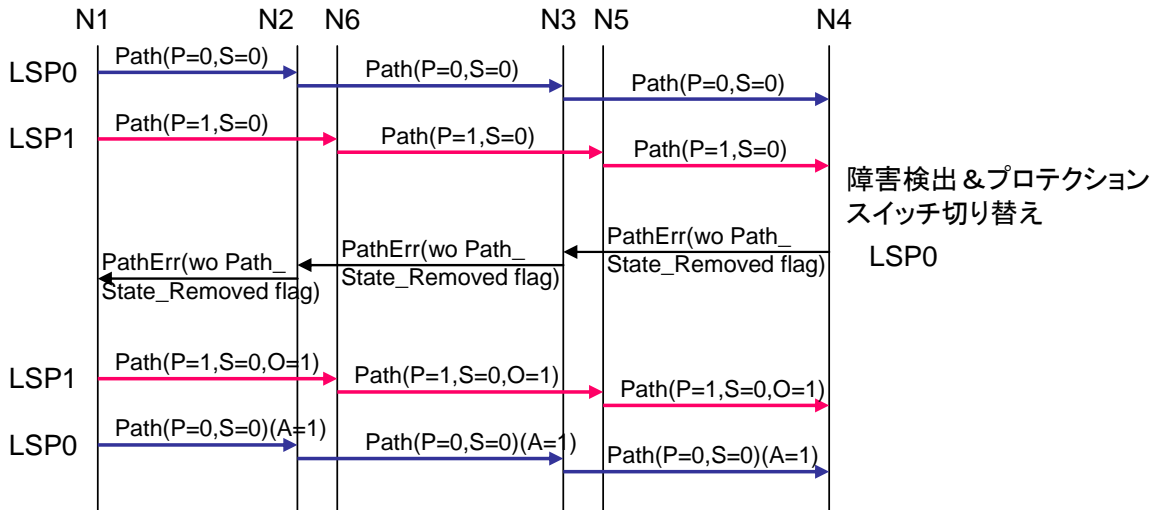 N1 N2 N6 N3 N5 N4
LSP0 Path(P=0,S=0) Path(P=0,S=0) Path(P=0,S=0)
LSP1 Path(P=1,S=0) Path(P=1,S=0) Path(P=1,S=0)
障害検出＆プロテクション
スイッチ切り替え
LSP0
PathErr(wo Path_
State_Removed flag)
PathErr(wo Path_
State_Removed flag)
PathErr(wo Path_
State_Removed flag)
LSP1 Path(P=1,S=0,O=1) Path(P=1,S=0,O=1) Path(P=1,S=0,O=1)
LSP0 Path(P=0,S=0)(A=1) Path(P=0,S=0)(A=1) Path(P=0,S=0)(A=1)